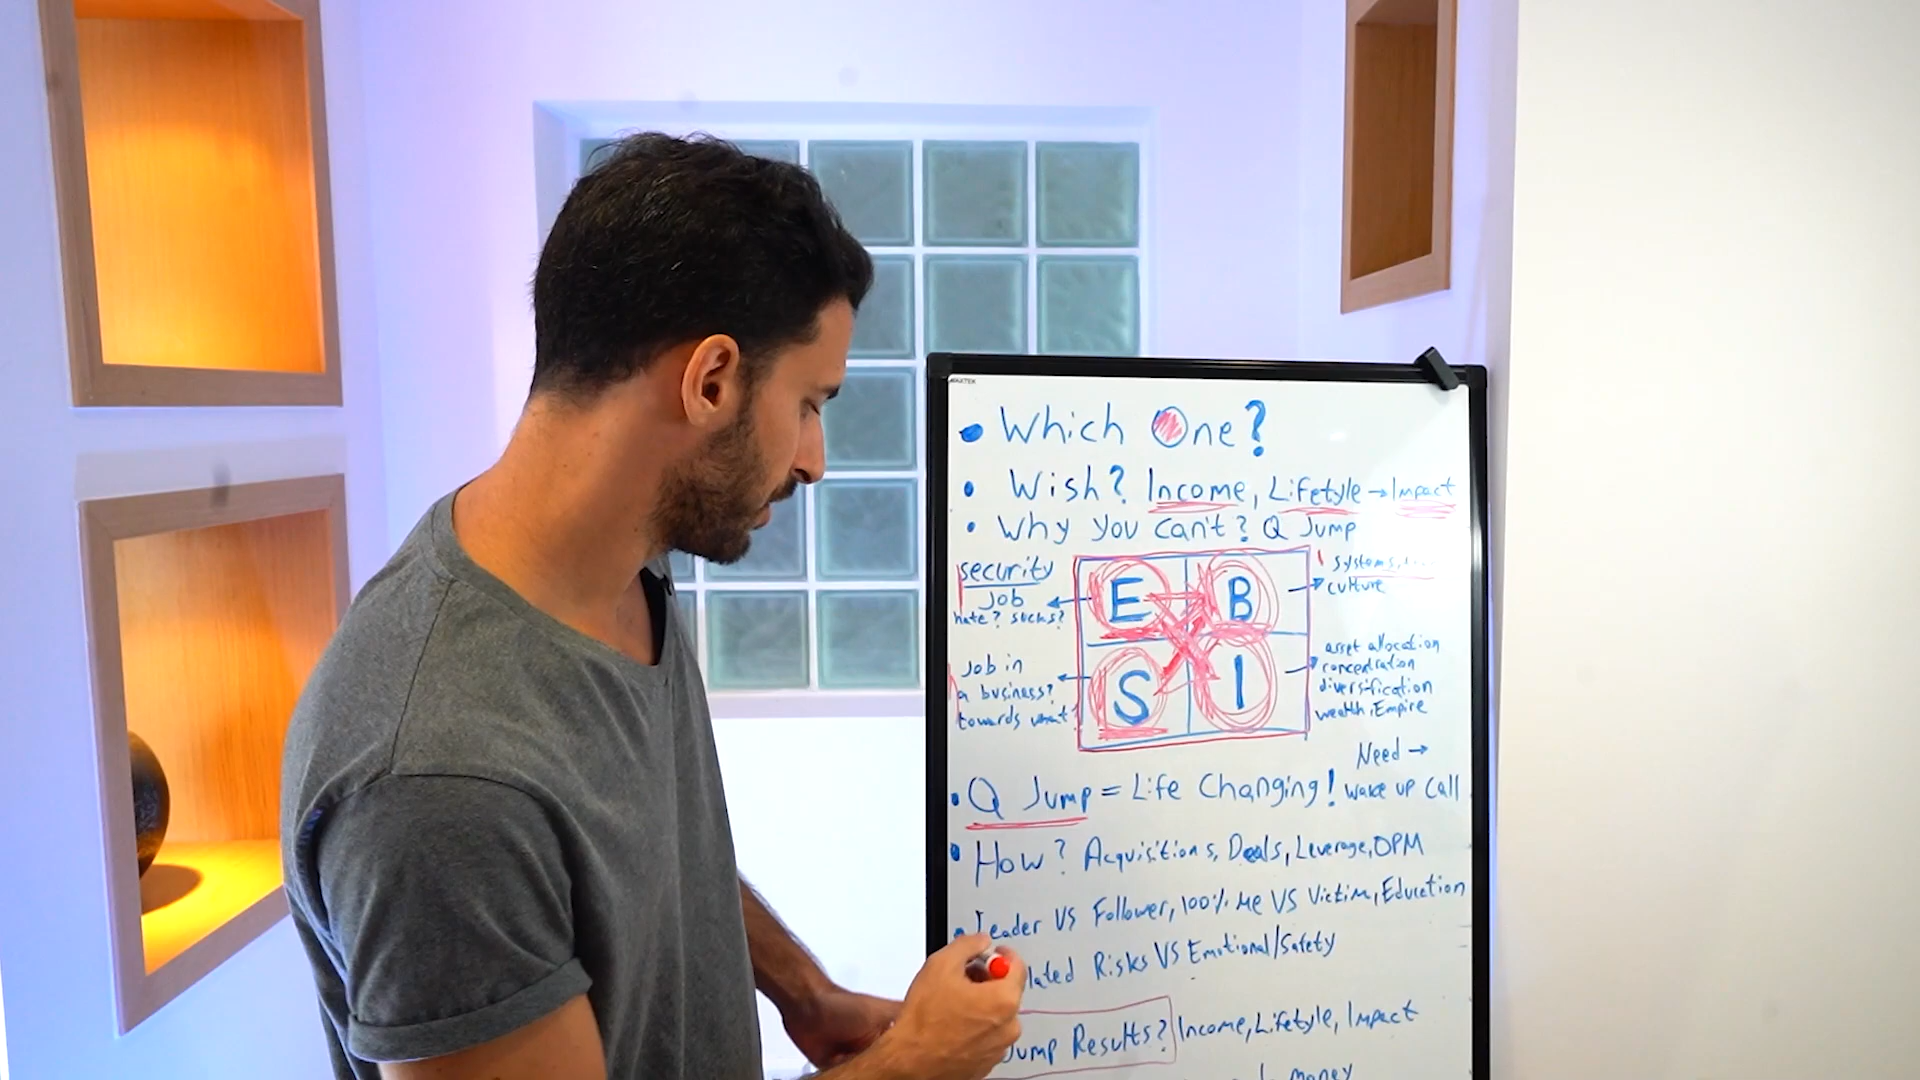 • Which One?
• Wish? Income, Lifetyle → Impact
• Why you can't? Q Jump
security
Job
hate? sucks?
E
B
systems,
culture
Job in
a business?
towards what?
S
I
asset allocation
concentration
diversification
wealth, Empire
Need →
wake up call
• Q Jump = Life Changing!
• How? Acquisitions, Deals, Leverage, OPM
• Leader VS Follower, 100% Me VS Victim, Education
lated Risks VS Emotional/Safety
Jump Results? Income, Lifetyle, Impact
money